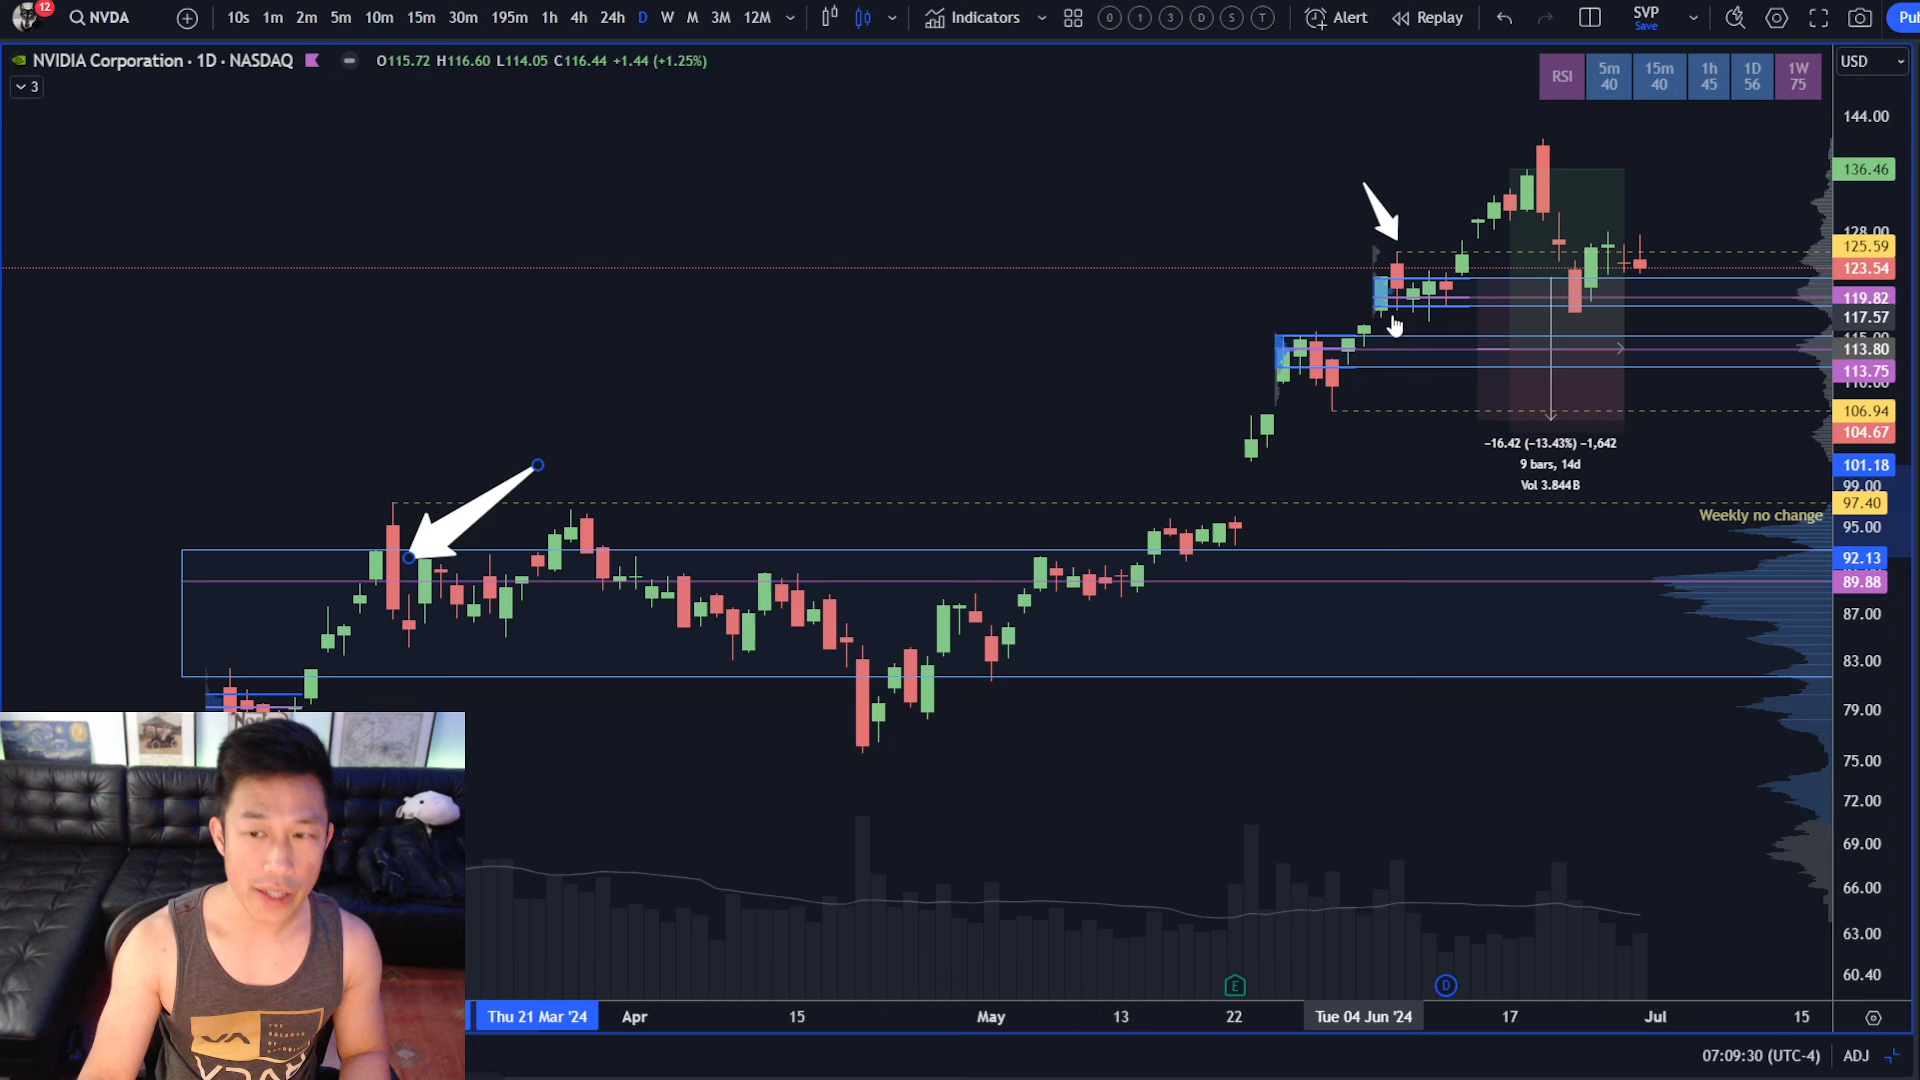 12
NVDA
10s 1m 2m 5m 10m 15m 30m 195m 1h 4h 24h D W M 3M 12M
Indicators
0 1 3 D S T
Alert
Replay
SVP
Save
NVIDIA Corporation · 1D · NASDAQ
O115.72 H116.60 L114.05 C116.44 +1.44 (+1.25%)
3
RSI
5m
40
15m
40
1h
45
1D
56
1W
75
USD
144.00
136.46
128.00
125.59
123.54
119.82
117.57
115.00
113.80
113.75
110.00
106.94
104.67
101.18
99.00
97.40
95.00
92.13
89.88
87.00
83.00
79.00
75.00
72.00
69.00
66.00
63.00
60.40
−16.42 (−13.43%) −1,642
9 bars, 14d
Vol 3.844B
Weekly no change
E
D
Thu 21 Mar '24
Apr
15
May
13
22
Tue 04 Jun '24
17
Jul
15
07:09:30 (UTC-4)
ADJ
THE
BALANCE